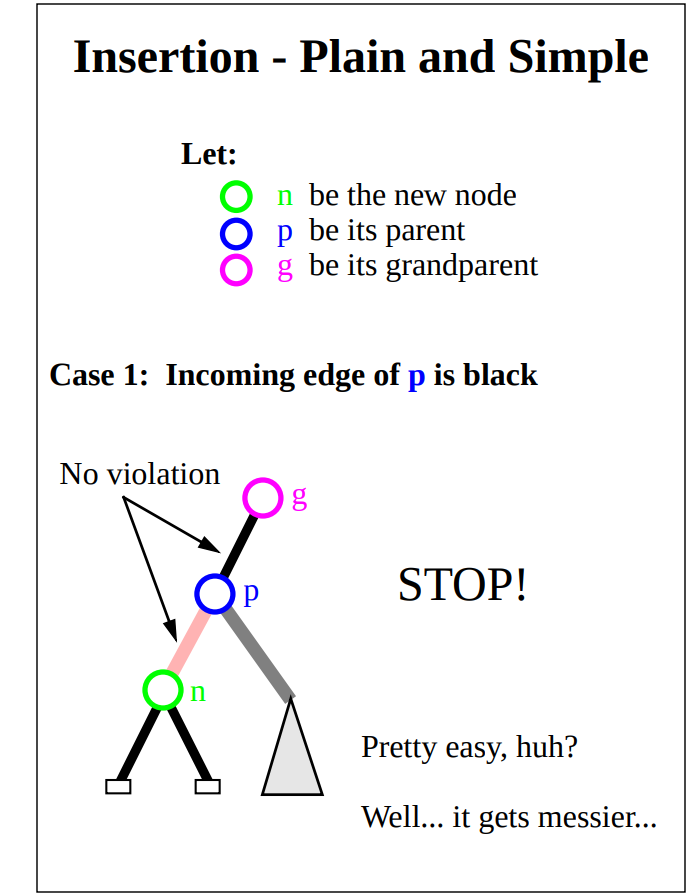 Insertion - Plain and Simple
Let:
n be the new node
p be its parent
g be its grandparent
Case 1: Incoming edge of p is black
No violation
g
p
STOP!
n
Pretty easy, huh?
Well... it gets messier...